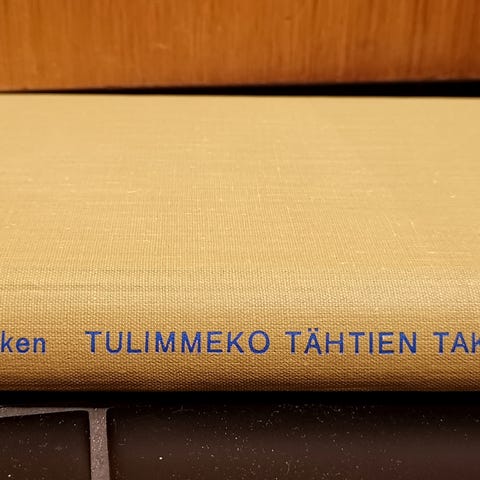 ken TULIMMEKO TÄHTIEN TAK